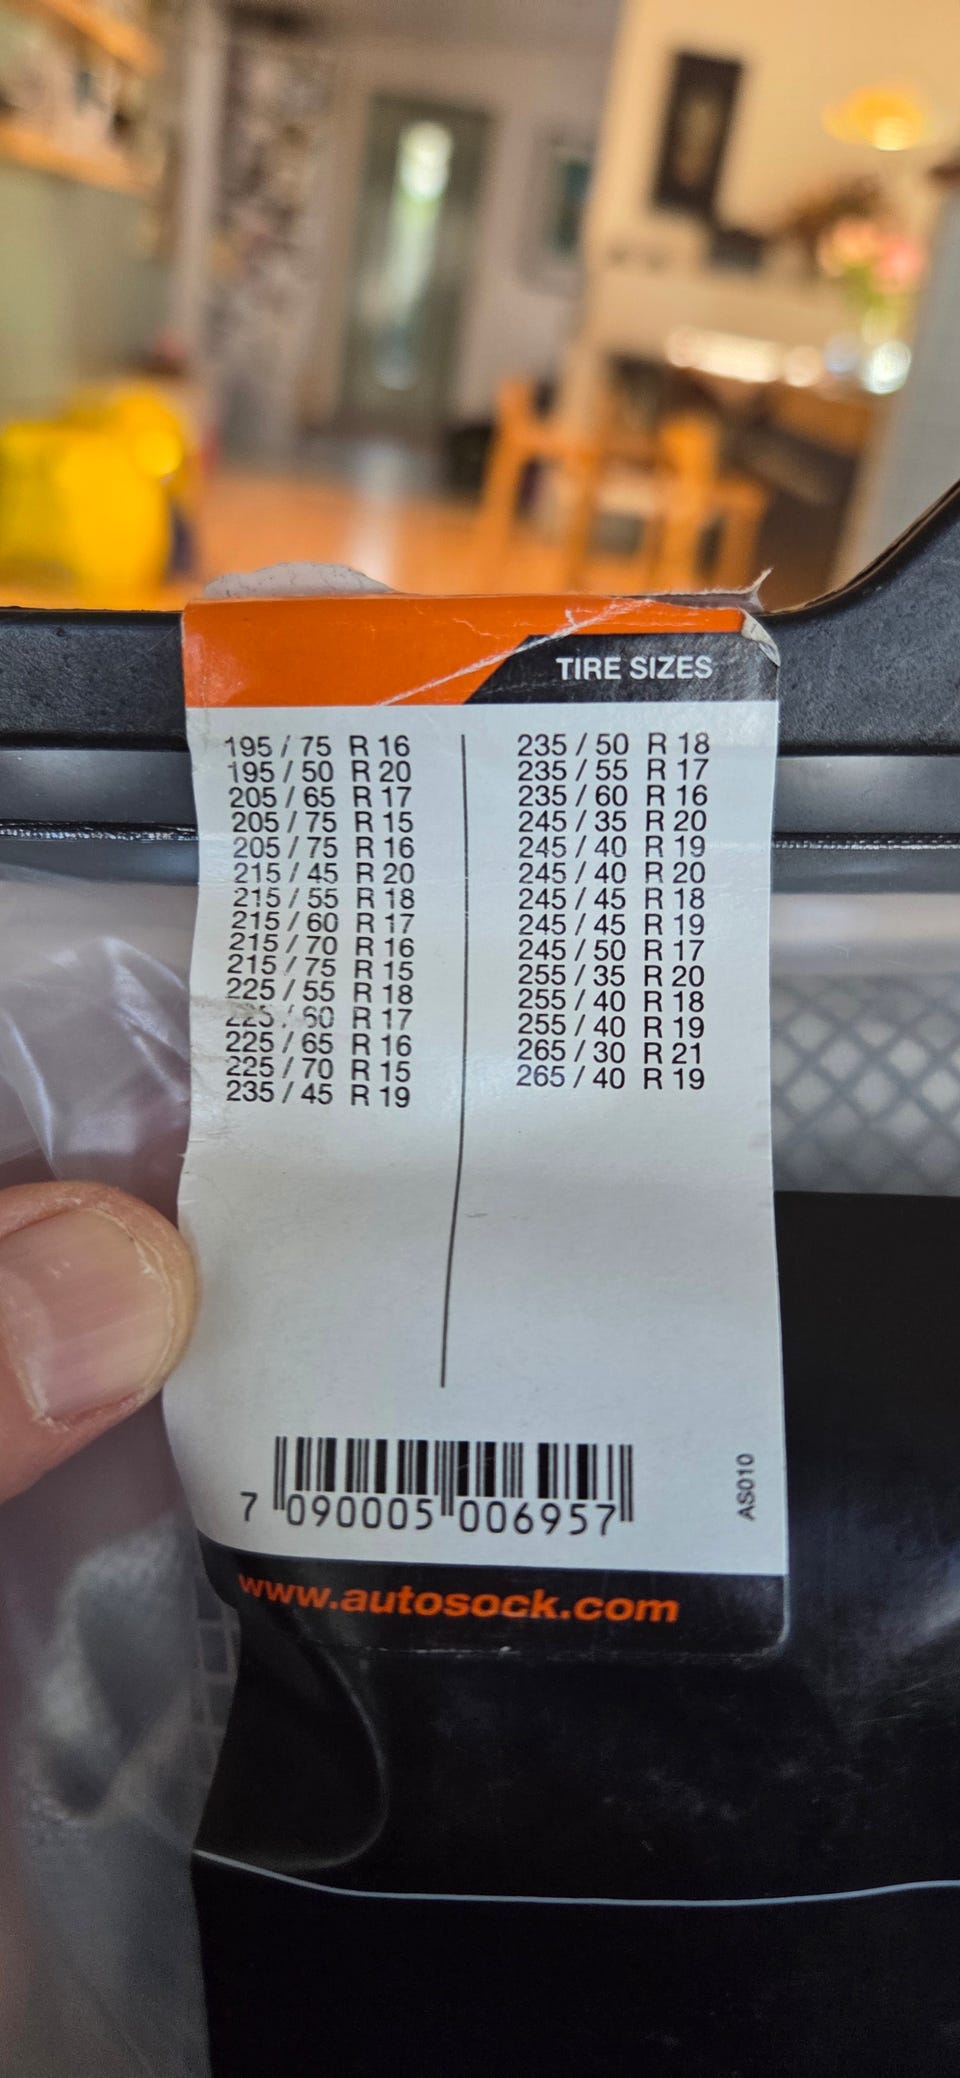 TIRE SIZES
195 / 75 R 16
195 / 50 R 20
205 / 65 R 17
205 / 75 R 15
205 / 75 R 16
215 / 45 R 20
215 / 55 R 18
215 / 60 R 17
215 / 70 R 16
215 / 75 R 15
225 / 55 R 18
225 / 60 R 17
225 / 65 R 16
225 / 70 R 15
235 / 45 R 19
235 / 50 R 18
235 / 55 R 17
235 / 60 R 16
245 / 35 R 20
245 / 40 R 19
245 / 40 R 20
245 / 45 R 18
245 / 45 R 19
245 / 50 R 17
255 / 35 R 20
255 / 40 R 18
255 / 40 R 19
265 / 30 R 21
265 / 40 R 19
7 090005 006957
AS010
www.autosock.com